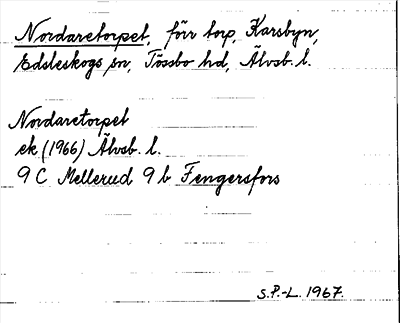 Nordaretorpet, förr torp, Karsbyn,
Edsleskogs sn, Tössbo hd, Älvsb. l.
Nordaretorpet
ek (1966) Älvsb. l.
9 C Mellerud 9 b Fengersfors
S.P.-L. 1967.